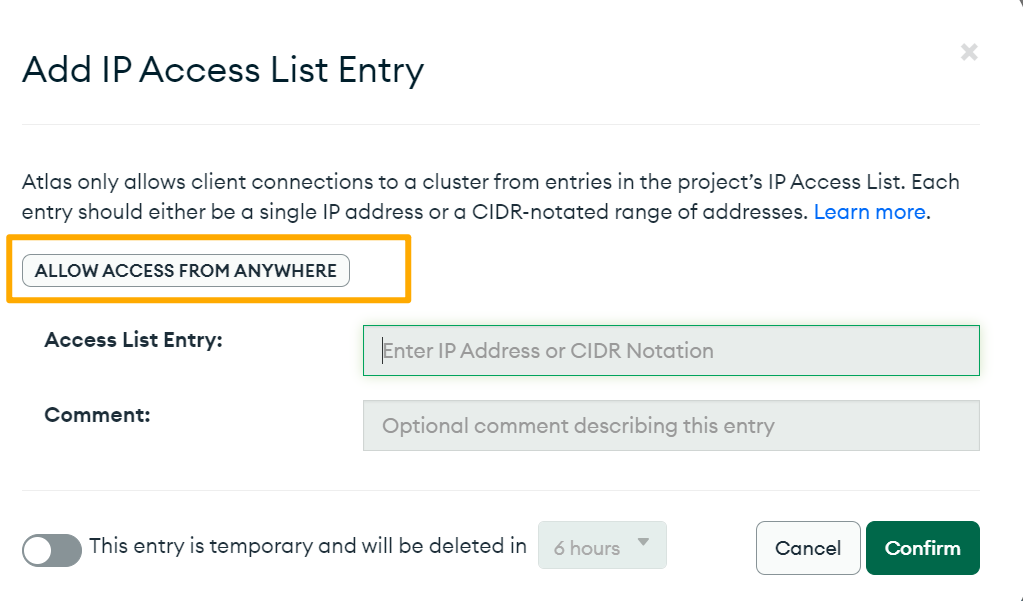 Add IP Access List Entry
×
Atlas only allows client connections to a cluster from entries in the project’s IP Access List. Each
entry should either be a single IP address or a CIDR-notated range of addresses. Learn more.
ALLOW ACCESS FROM ANYWHERE
Access List Entry:
Enter IP Address or CIDR Notation
Comment:
Optional comment describing this entry
This entry is temporary and will be deleted in
6 hours
Cancel
Confirm